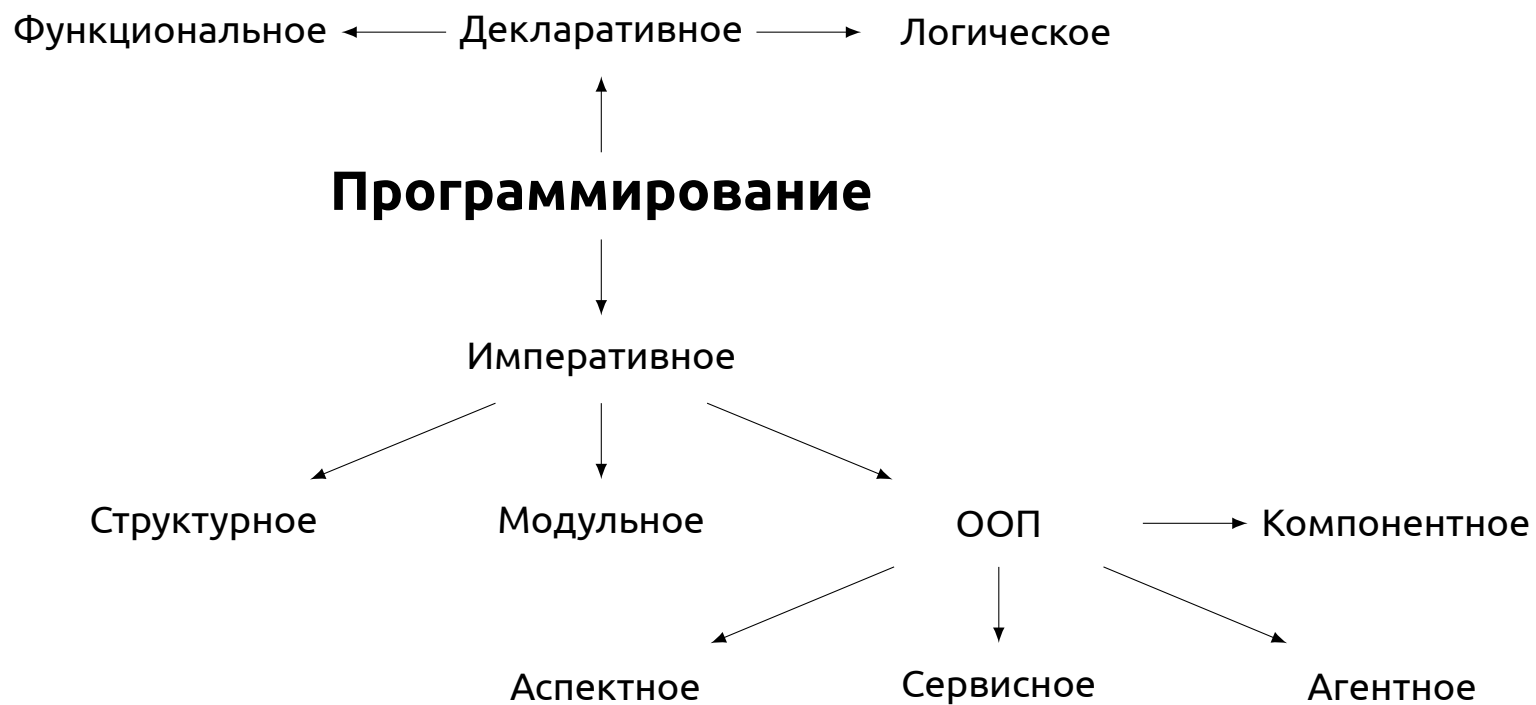 Функциональное Декларативное Логическое
Программирование
Императивное
Структурное Модульное ООП Компонентное
Аспектное Сервисное Агентное